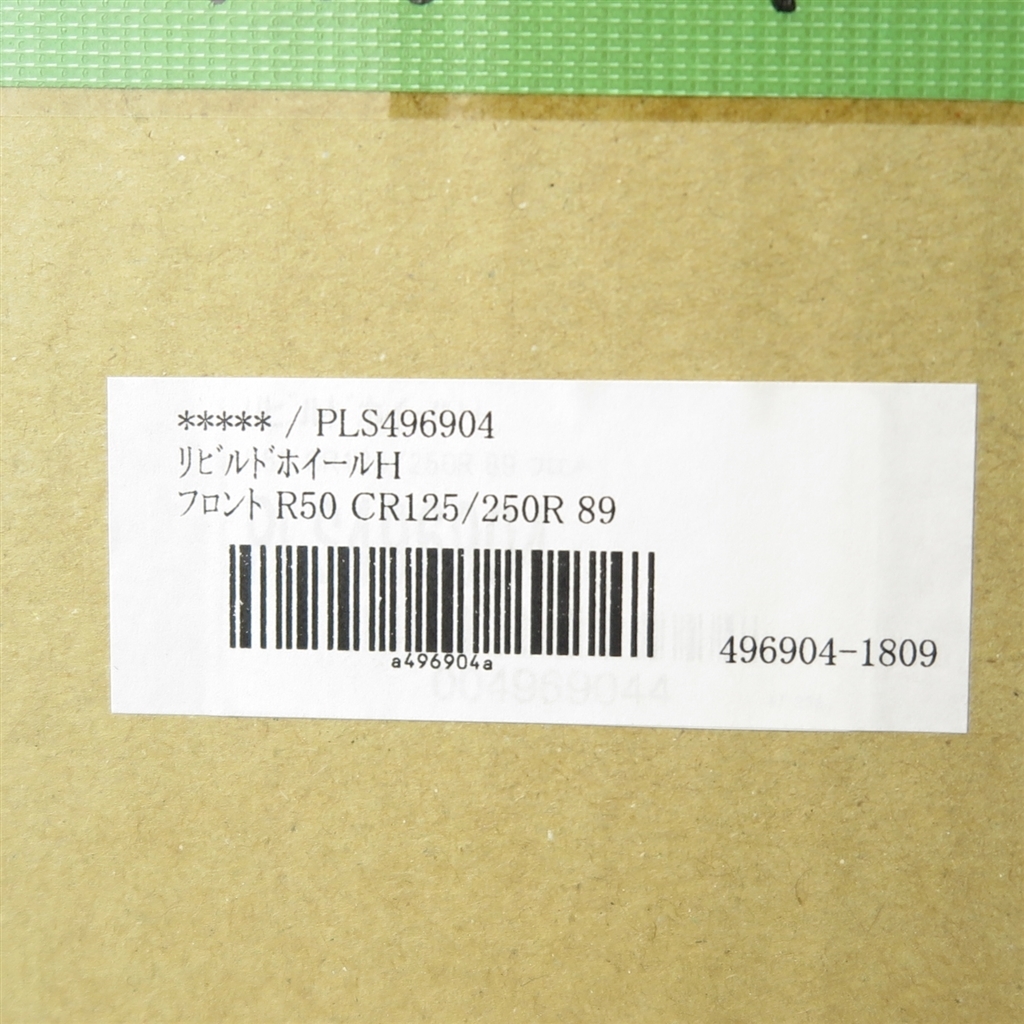 ***** / PLS496904
ﾘﾋﾞﾙﾄﾞﾎｲｰﾙH
ﾌﾛﾝﾄ R50 CR125/250R 89
a496904a
496904-1809